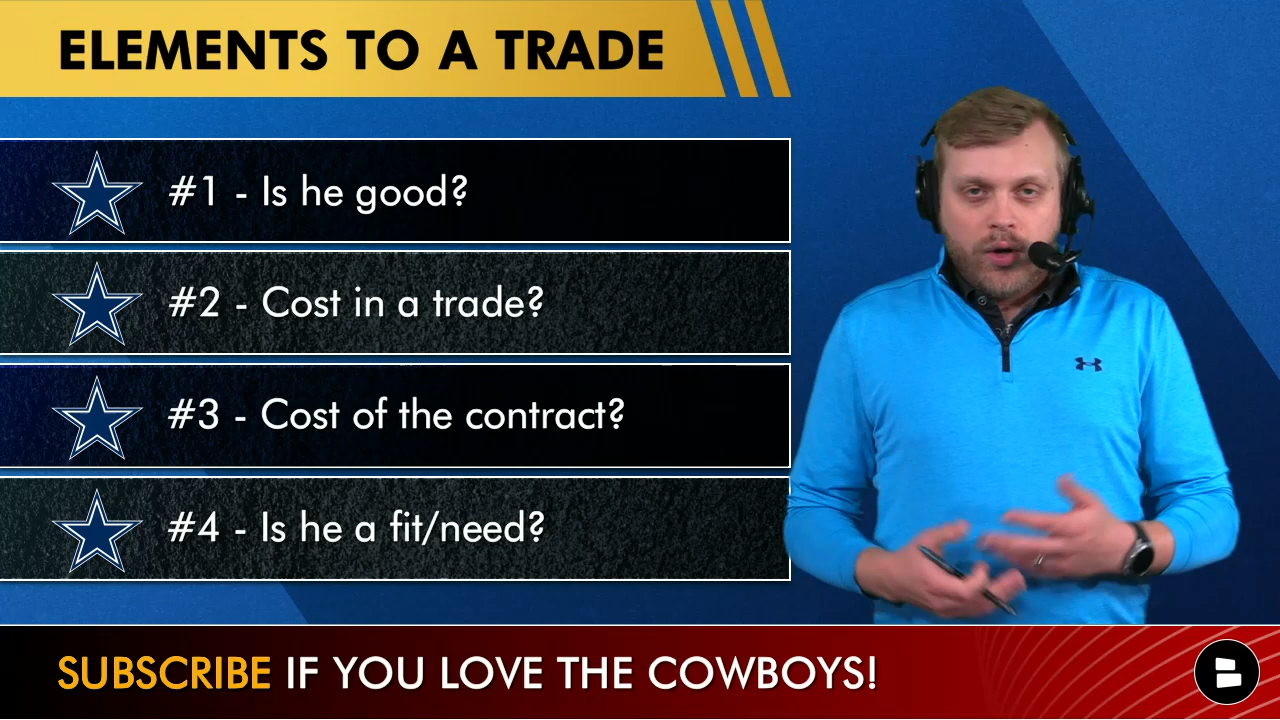 ELEMENTS TO A TRADE
#1 - Is he good?
#2 - Cost in a trade?
#3 - Cost of the contract?
#4 - Is he a fit/need?
SUBSCRIBE IF YOU LOVE THE COWBOYS!